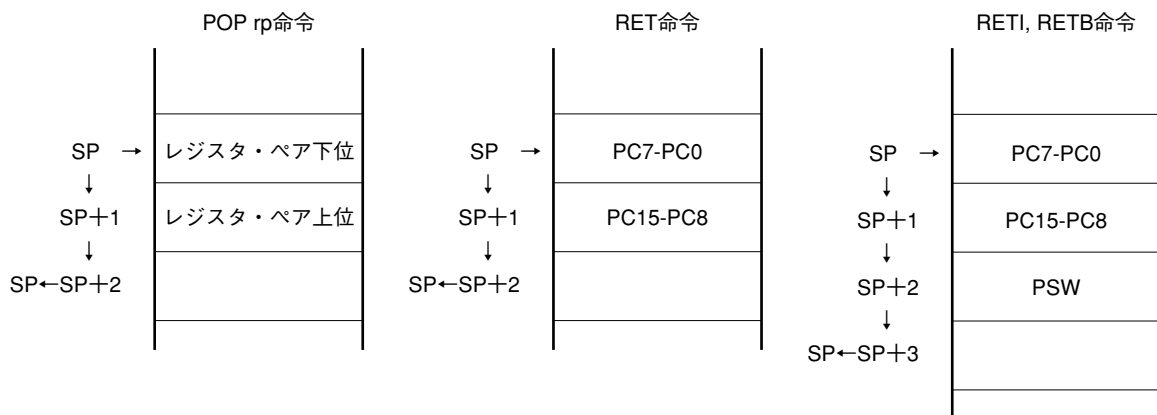 POP rp命令
SP → レジスタ・ペア下位
↓
SP+1 レジスタ・ペア上位
↓
SP←SP+2
RET命令
SP → PC7-PC0
↓
SP+1 PC15-PC8
↓
SP←SP+2
RETI, RETB命令
SP → PC7-PC0
↓
SP+1 PC15-PC8
↓
SP+2 PSW
↓
SP←SP+3